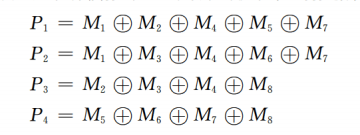 P₁ = M₁ ⊕ M₂ ⊕ M₄ ⊕ M₅ ⊕ M₇
P₂ = M₁ ⊕ M₃ ⊕ M₄ ⊕ M₆ ⊕ M₇
P₃ = M₂ ⊕ M₃ ⊕ M₄ ⊕ M₈
P₄ = M₅ ⊕ M₆ ⊕ M₇ ⊕ M₈